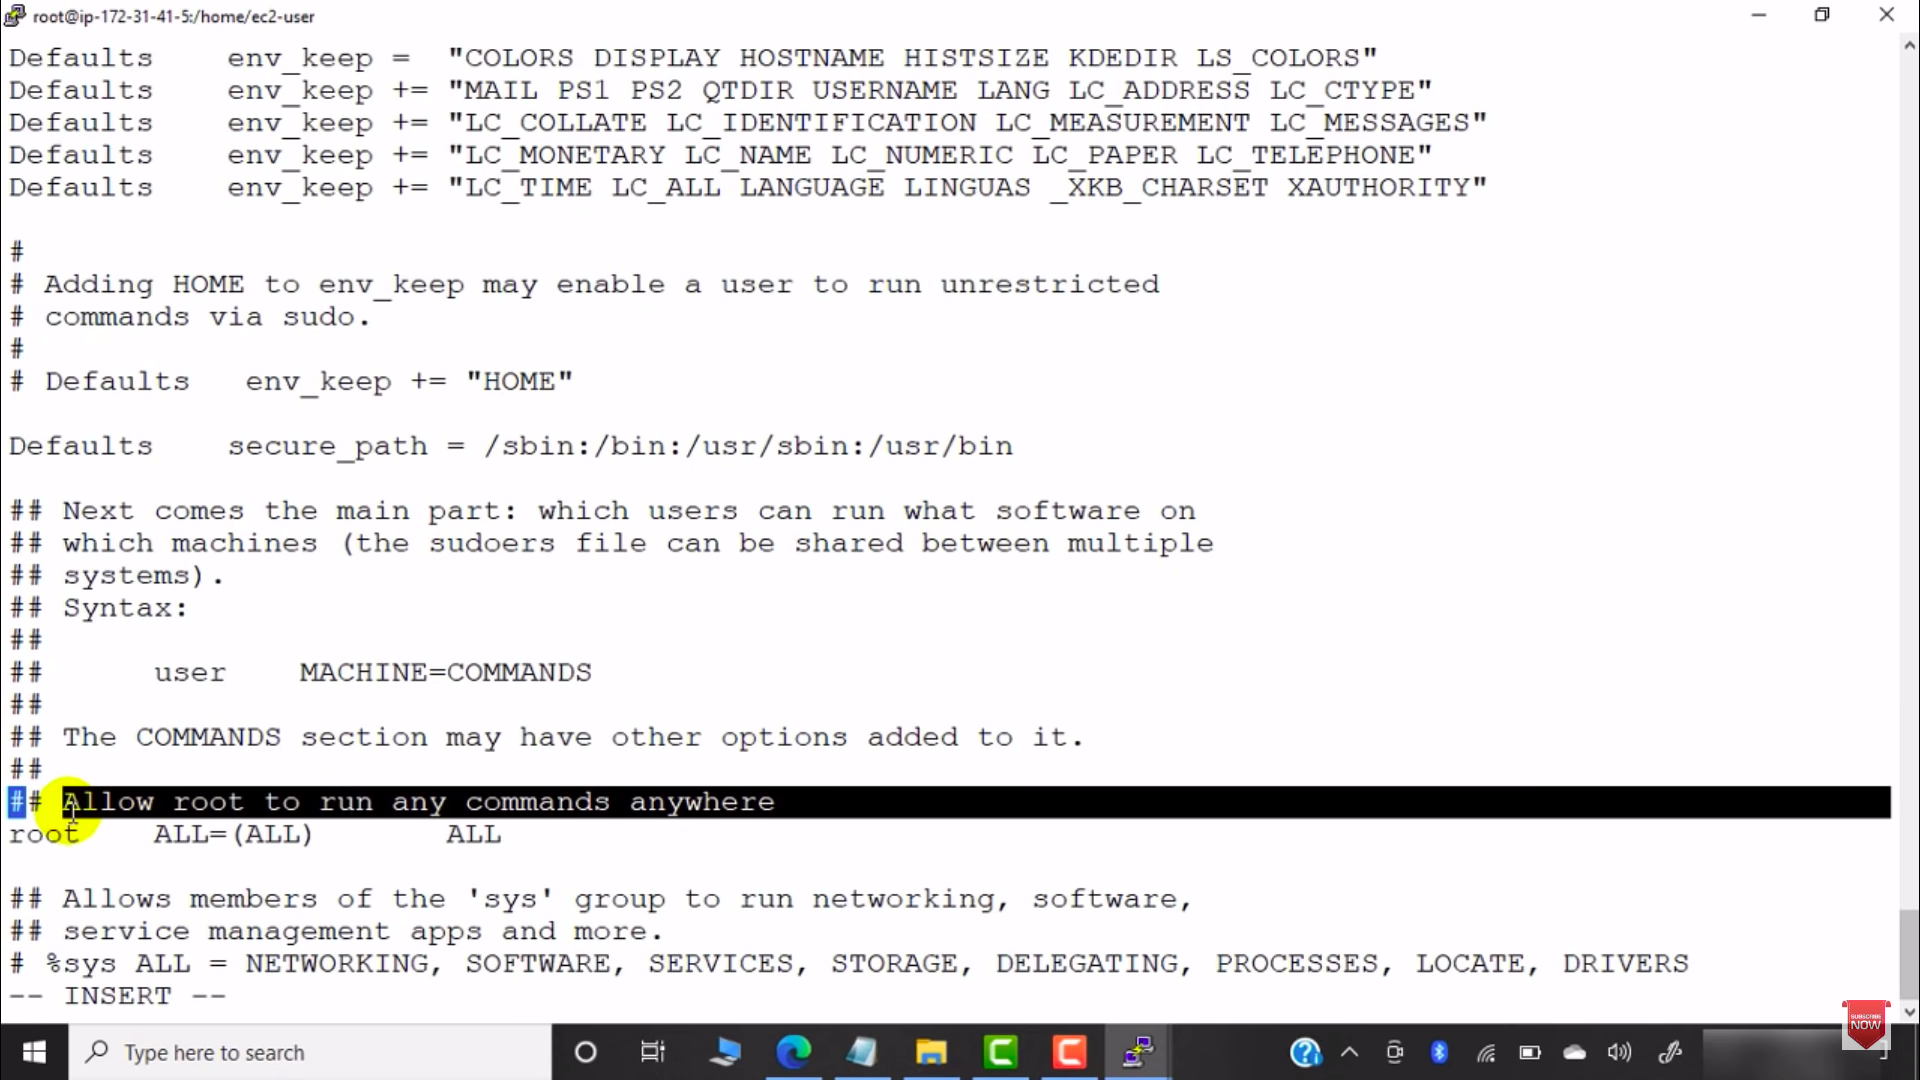 root@ip-172-31-41-5:/home/ec2-user
Defaults    env_keep =  "COLORS DISPLAY HOSTNAME HISTSIZE KDEDIR LS_COLORS"
Defaults    env_keep += "MAIL PS1 PS2 QTDIR USERNAME LANG LC_ADDRESS LC_CTYPE"
Defaults    env_keep += "LC_COLLATE LC_IDENTIFICATION LC_MEASUREMENT LC_MESSAGES"
Defaults    env_keep += "LC_MONETARY LC_NAME LC_NUMERIC LC_PAPER LC_TELEPHONE"
Defaults    env_keep += "LC_TIME LC_ALL LANGUAGE LINGUAS _XKB_CHARSET XAUTHORITY"
#
# Adding HOME to env_keep may enable a user to run unrestricted
# commands via sudo.
#
# Defaults   env_keep += "HOME"
Defaults    secure_path = /sbin:/bin:/usr/sbin:/usr/bin
## Next comes the main part: which users can run what software on
## which machines (the sudoers file can be shared between multiple
## systems).
## Syntax:
##
##      user    MACHINE=COMMANDS
##
## The COMMANDS section may have other options added to it.
##
## Allow root to run any commands anywhere
root    ALL=(ALL)       ALL
## Allows members of the 'sys' group to run networking, software,
## service management apps and more.
# %sys ALL = NETWORKING, SOFTWARE, SERVICES, STORAGE, DELEGATING, PROCESSES, LOCATE, DRIVERS
-- INSERT --
SUBSCRIBE
NOW
Type here to search